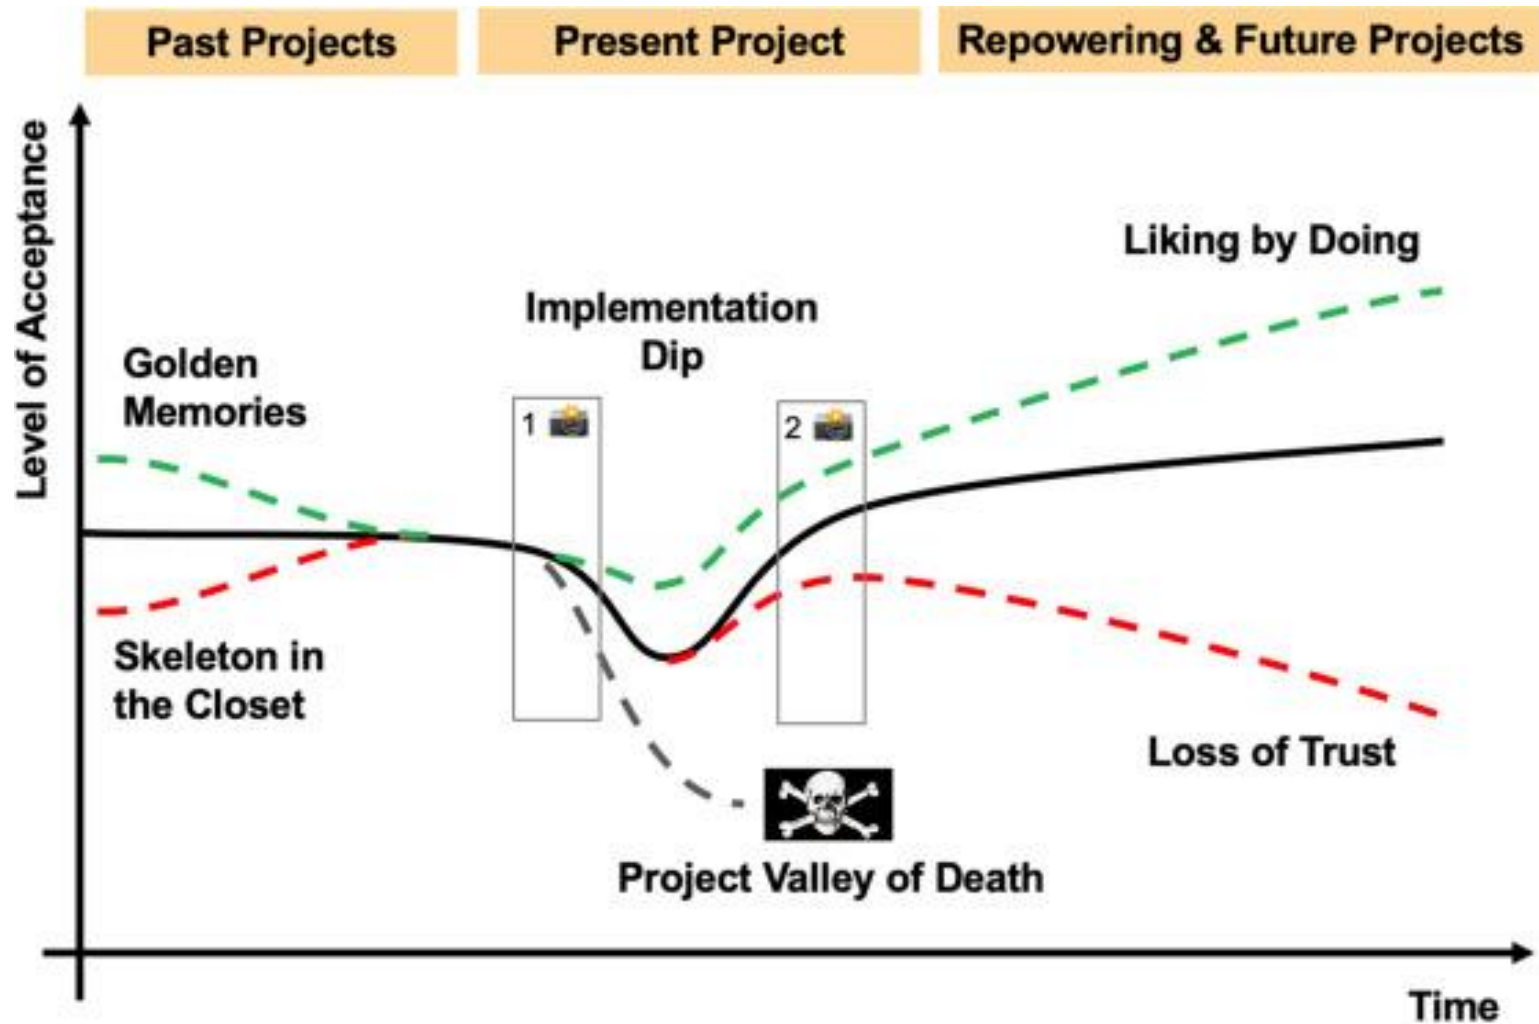 Past Projects
Present Project
Repowering & Future Projects
Level of Acceptance
Liking by Doing
Implementation
Dip
Golden
Memories
1
2
Skeleton in
the Closet
Loss of Trust
Project Valley of Death
Time